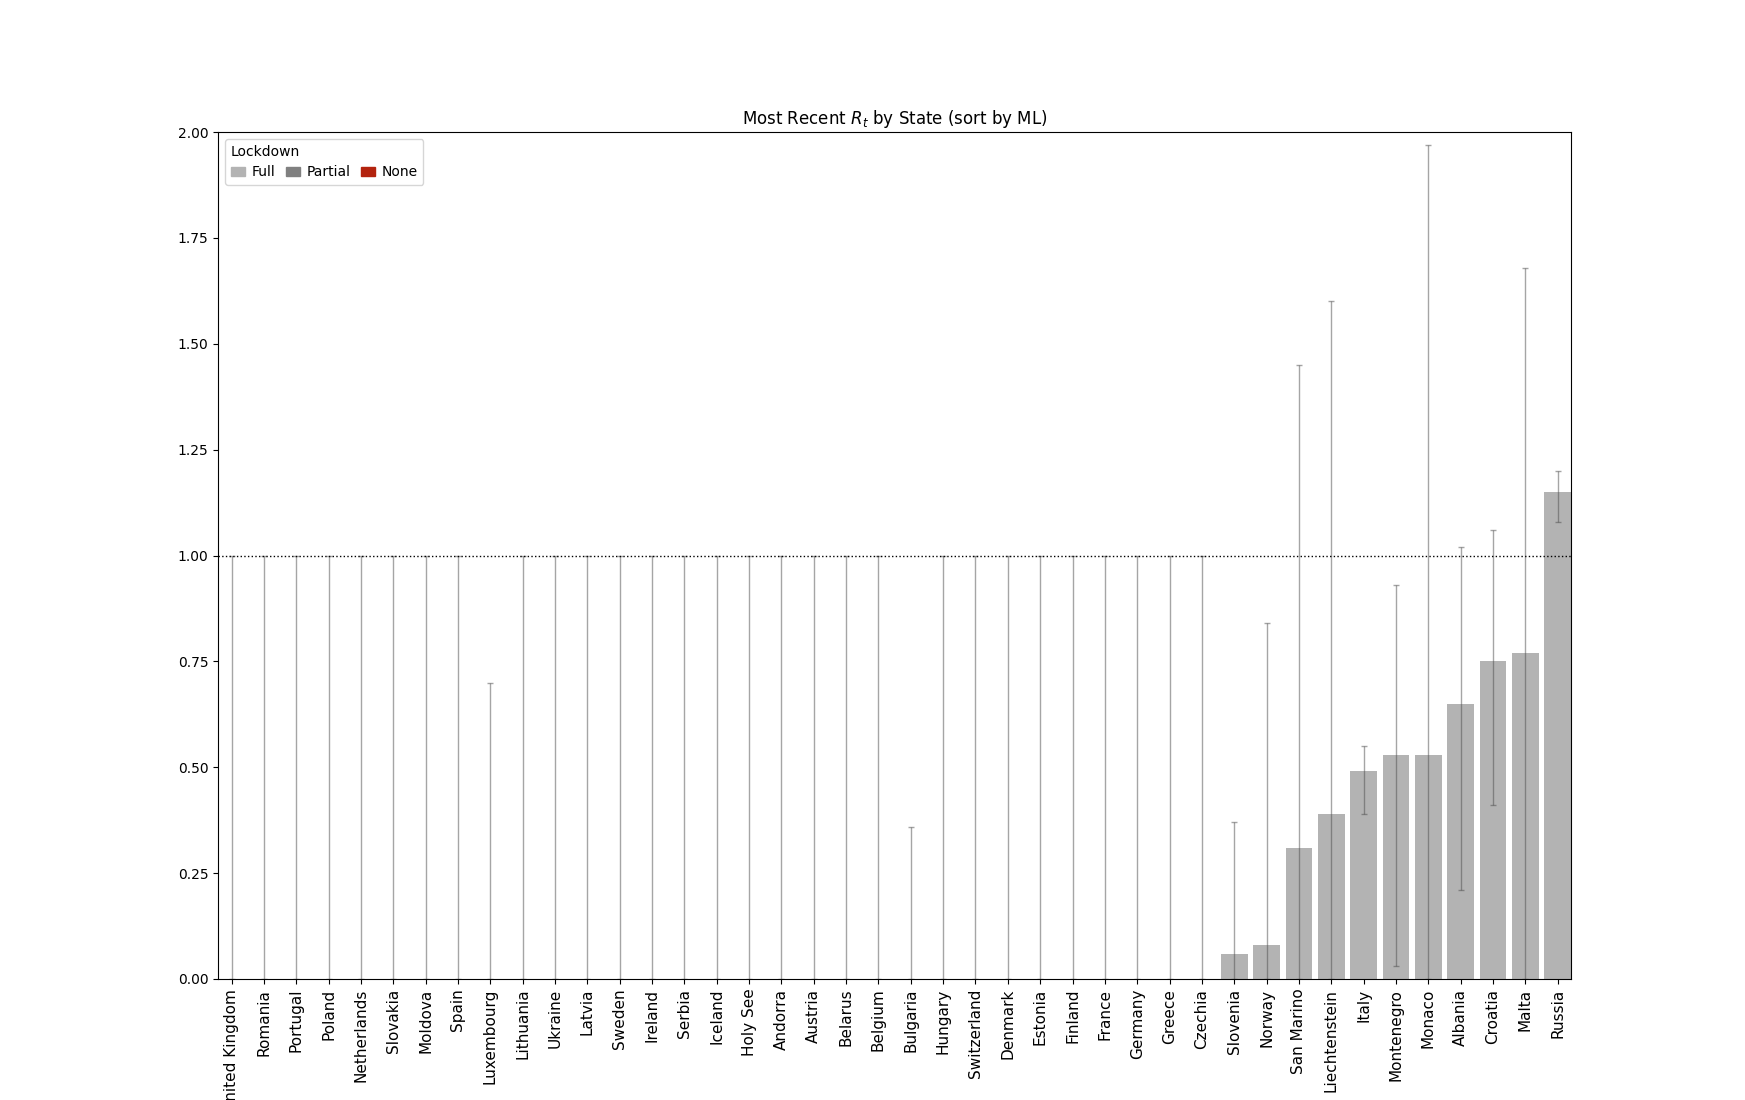 Most Recent Rt by State (sort by ML)
Lockdown
Full Partial None
2.00
1.75
1.50
1.25
1.00
0.75
0.50
0.25
0.00
nited Kingdom
Romania
Portugal
Poland
Netherlands
Slovakia
Moldova
Spain
Luxembourg
Lithuania
Ukraine
Latvia
Sweden
Ireland
Serbia
Iceland
Holy See
Andorra
Austria
Belarus
Belgium
Bulgaria
Hungary
Switzerland
Denmark
Estonia
Finland
France
Germany
Greece
Czechia
Slovenia
Norway
San Marino
Liechtenstein
Italy
Montenegro
Monaco
Albania
Croatia
Malta
Russia